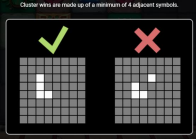 Cluster wins are made up of a minimum of 4 adjacent symbols.